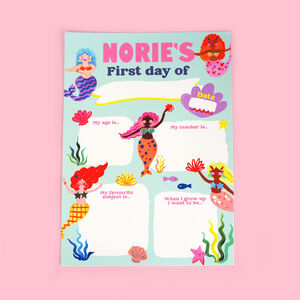 NORIE'S
First day of
Date
My age is...
My teacher is...
My favourite
subject is...
When I grow up
I want to be...